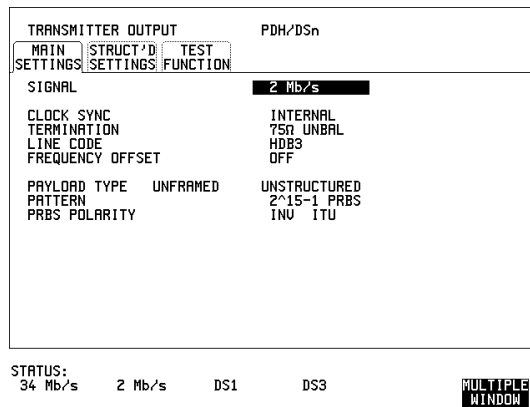 TRANSMITTER OUTPUT PDH/DSn
MAIN SETTINGS STRUCT'D SETTINGS TEST FUNCTION
SIGNAL 2 Mb/s
CLOCK SYNC INTERNAL
TERMINATION 75Ω UNBAL
LINE CODE HDB3
FREQUENCY OFFSET OFF
PAYLOAD TYPE UNFRAMED UNSTRUCTURED
PATTERN 2^15-1 PRBS
PRBS POLARITY INV ITU
STATUS:
34 Mb/s 2 Mb/s DS1 DS3 MULTIPLE WINDOW